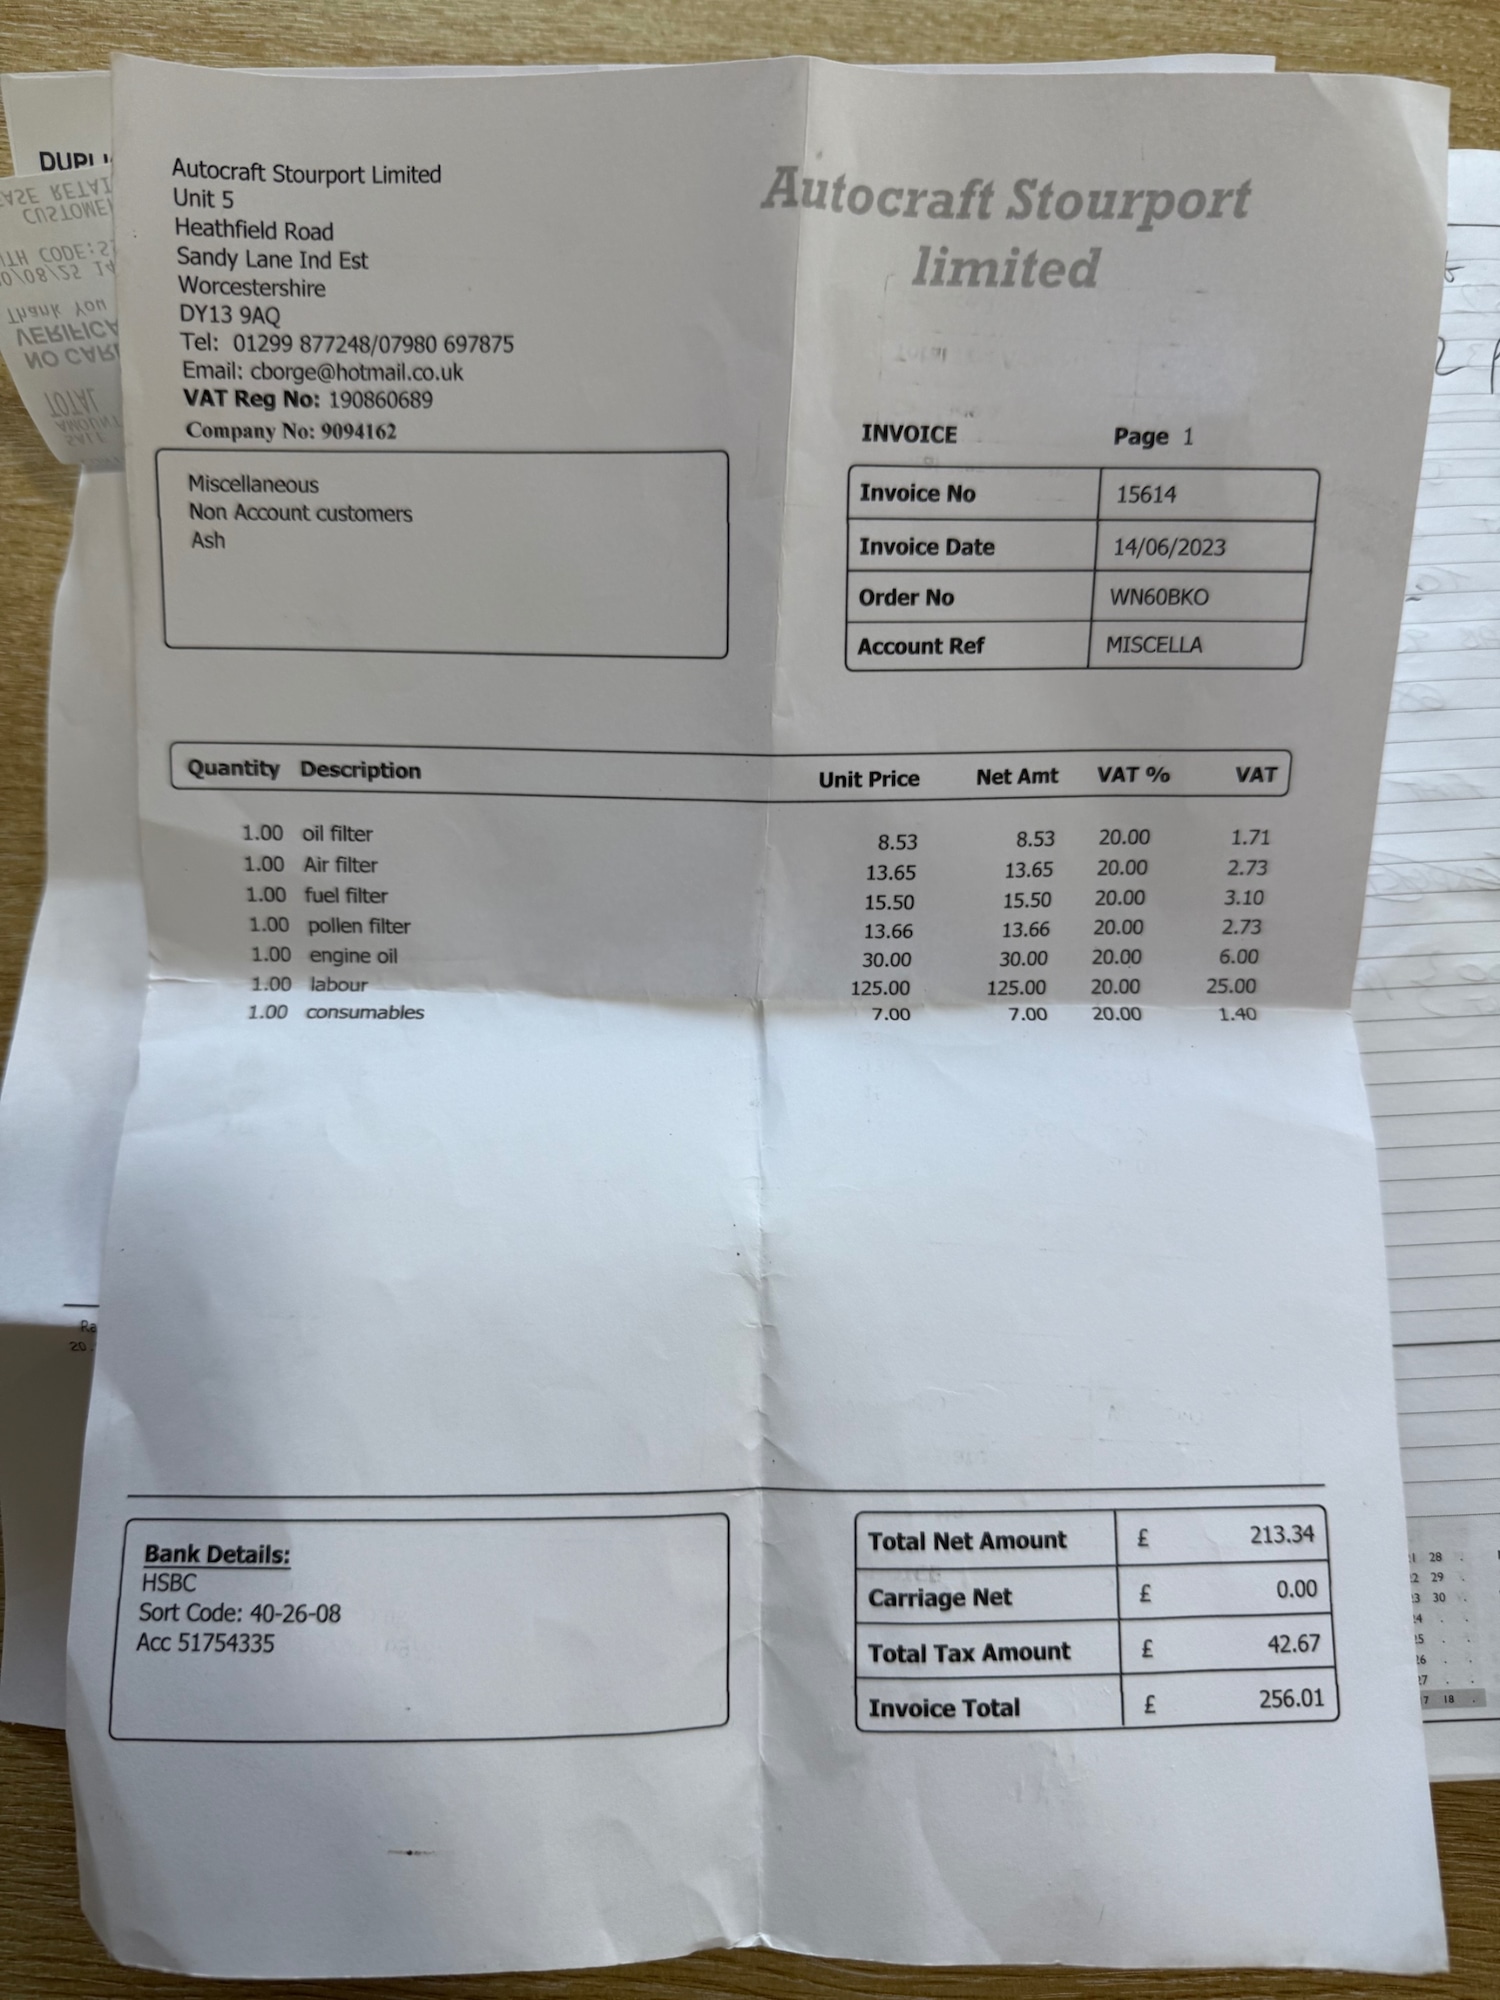 Autocraft Stourport Limited
Unit 5
Heathfield Road
Sandy Lane Ind Est
Worcestershire
DY13 9AQ
Tel: 01299 877248/07980 697875
Email: cborge@hotmail.co.uk
VAT Reg No: 190860689
Company No: 9094162
Autocraft Stourport
limited
Miscellaneous
Non Account customers
Ash
INVOICE Page 1
Invoice No 15614
Invoice Date 14/06/2023
Order No WN60BKO
Account Ref MISCELLA
Quantity Description Unit Price Net Amt VAT % VAT
1.00 oil filter 8.53 8.53 20.00 1.71
1.00 Air filter 13.65 13.65 20.00 2.73
1.00 fuel filter 15.50 15.50 20.00 3.10
1.00 pollen filter 13.66 13.66 20.00 2.73
1.00 engine oil 30.00 30.00 20.00 6.00
1.00 labour 125.00 125.00 20.00 25.00
1.00 consumables 7.00 7.00 20.00 1.40
Bank Details:
HSBC
Sort Code: 40-26-08
Acc 51754335
Total Net Amount £ 213.34
Carriage Net £ 0.00
Total Tax Amount £ 42.67
Invoice Total £ 256.01
Thank You
TOTAL
AMOUNT
SALE
28
29
30
18